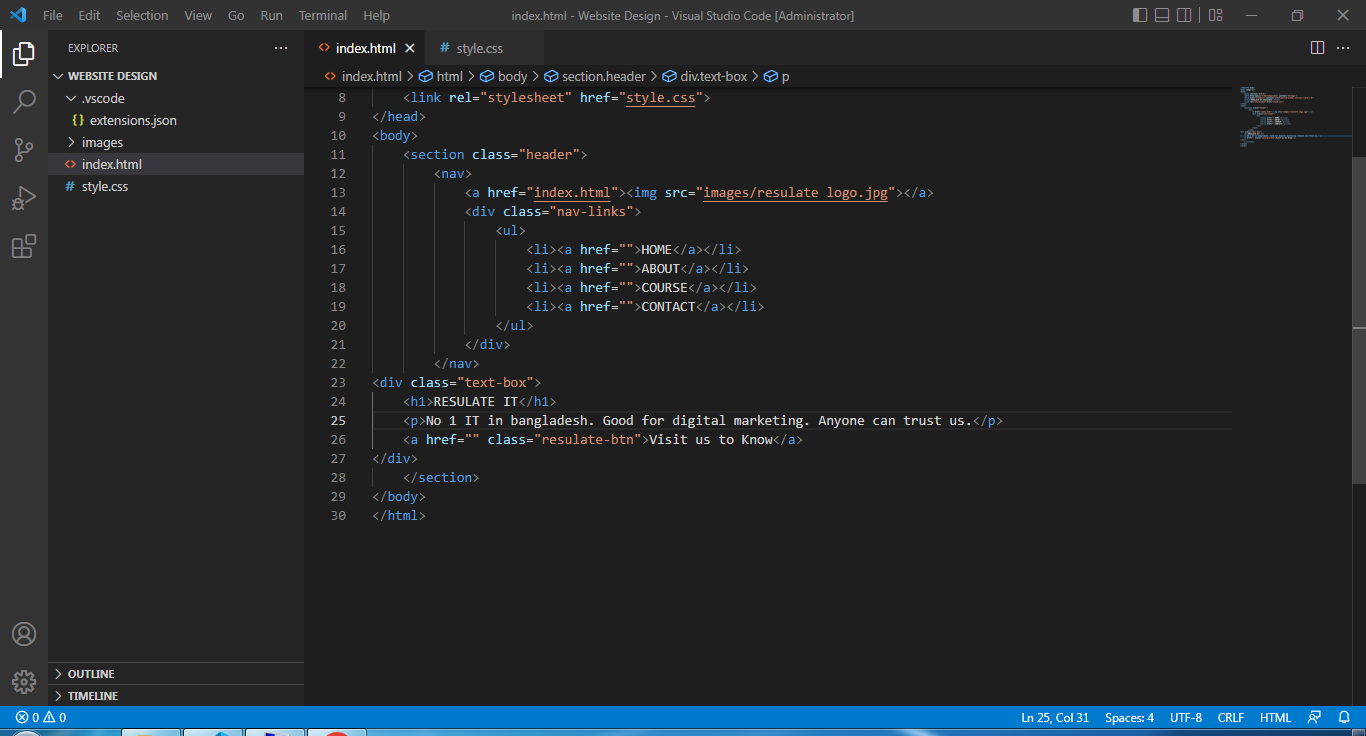 File Edit Selection View Go Run Terminal Help
index.html - Website Design - Visual Studio Code [Administrator]
EXPLORER
WEBSITE DESIGN
.vscode
{} extensions.json
images
<> index.html
# style.css
OUTLINE
TIMELINE
<> index.html
# style.css
<> index.html > html > body > section.header > div.text-box > p
8 <link rel="stylesheet" href="style.css">
9 </head>
10 <body>
11 <section class="header">
12 <nav>
13 <a href="index.html"><img src="images/resulate logo.jpg"></a>
14 <div class="nav-links">
15 <ul>
16 <li><a href="">HOME</a></li>
17 <li><a href="">ABOUT</a></li>
18 <li><a href="">COURSE</a></li>
19 <li><a href="">CONTACT</a></li>
20 </ul>
21 </div>
22 </nav>
23 <div class="text-box">
24 <h1>RESULATE IT</h1>
25 <p>No 1 IT in bangladesh. Good for digital marketing. Anyone can trust us.</p>
26 <a href="" class="resulate-btn">Visit us to Know</a>
27 </div>
28 </section>
29 </body>
30 </html>
0 0
Ln 25, Col 31 Spaces: 4 UTF-8 CRLF HTML